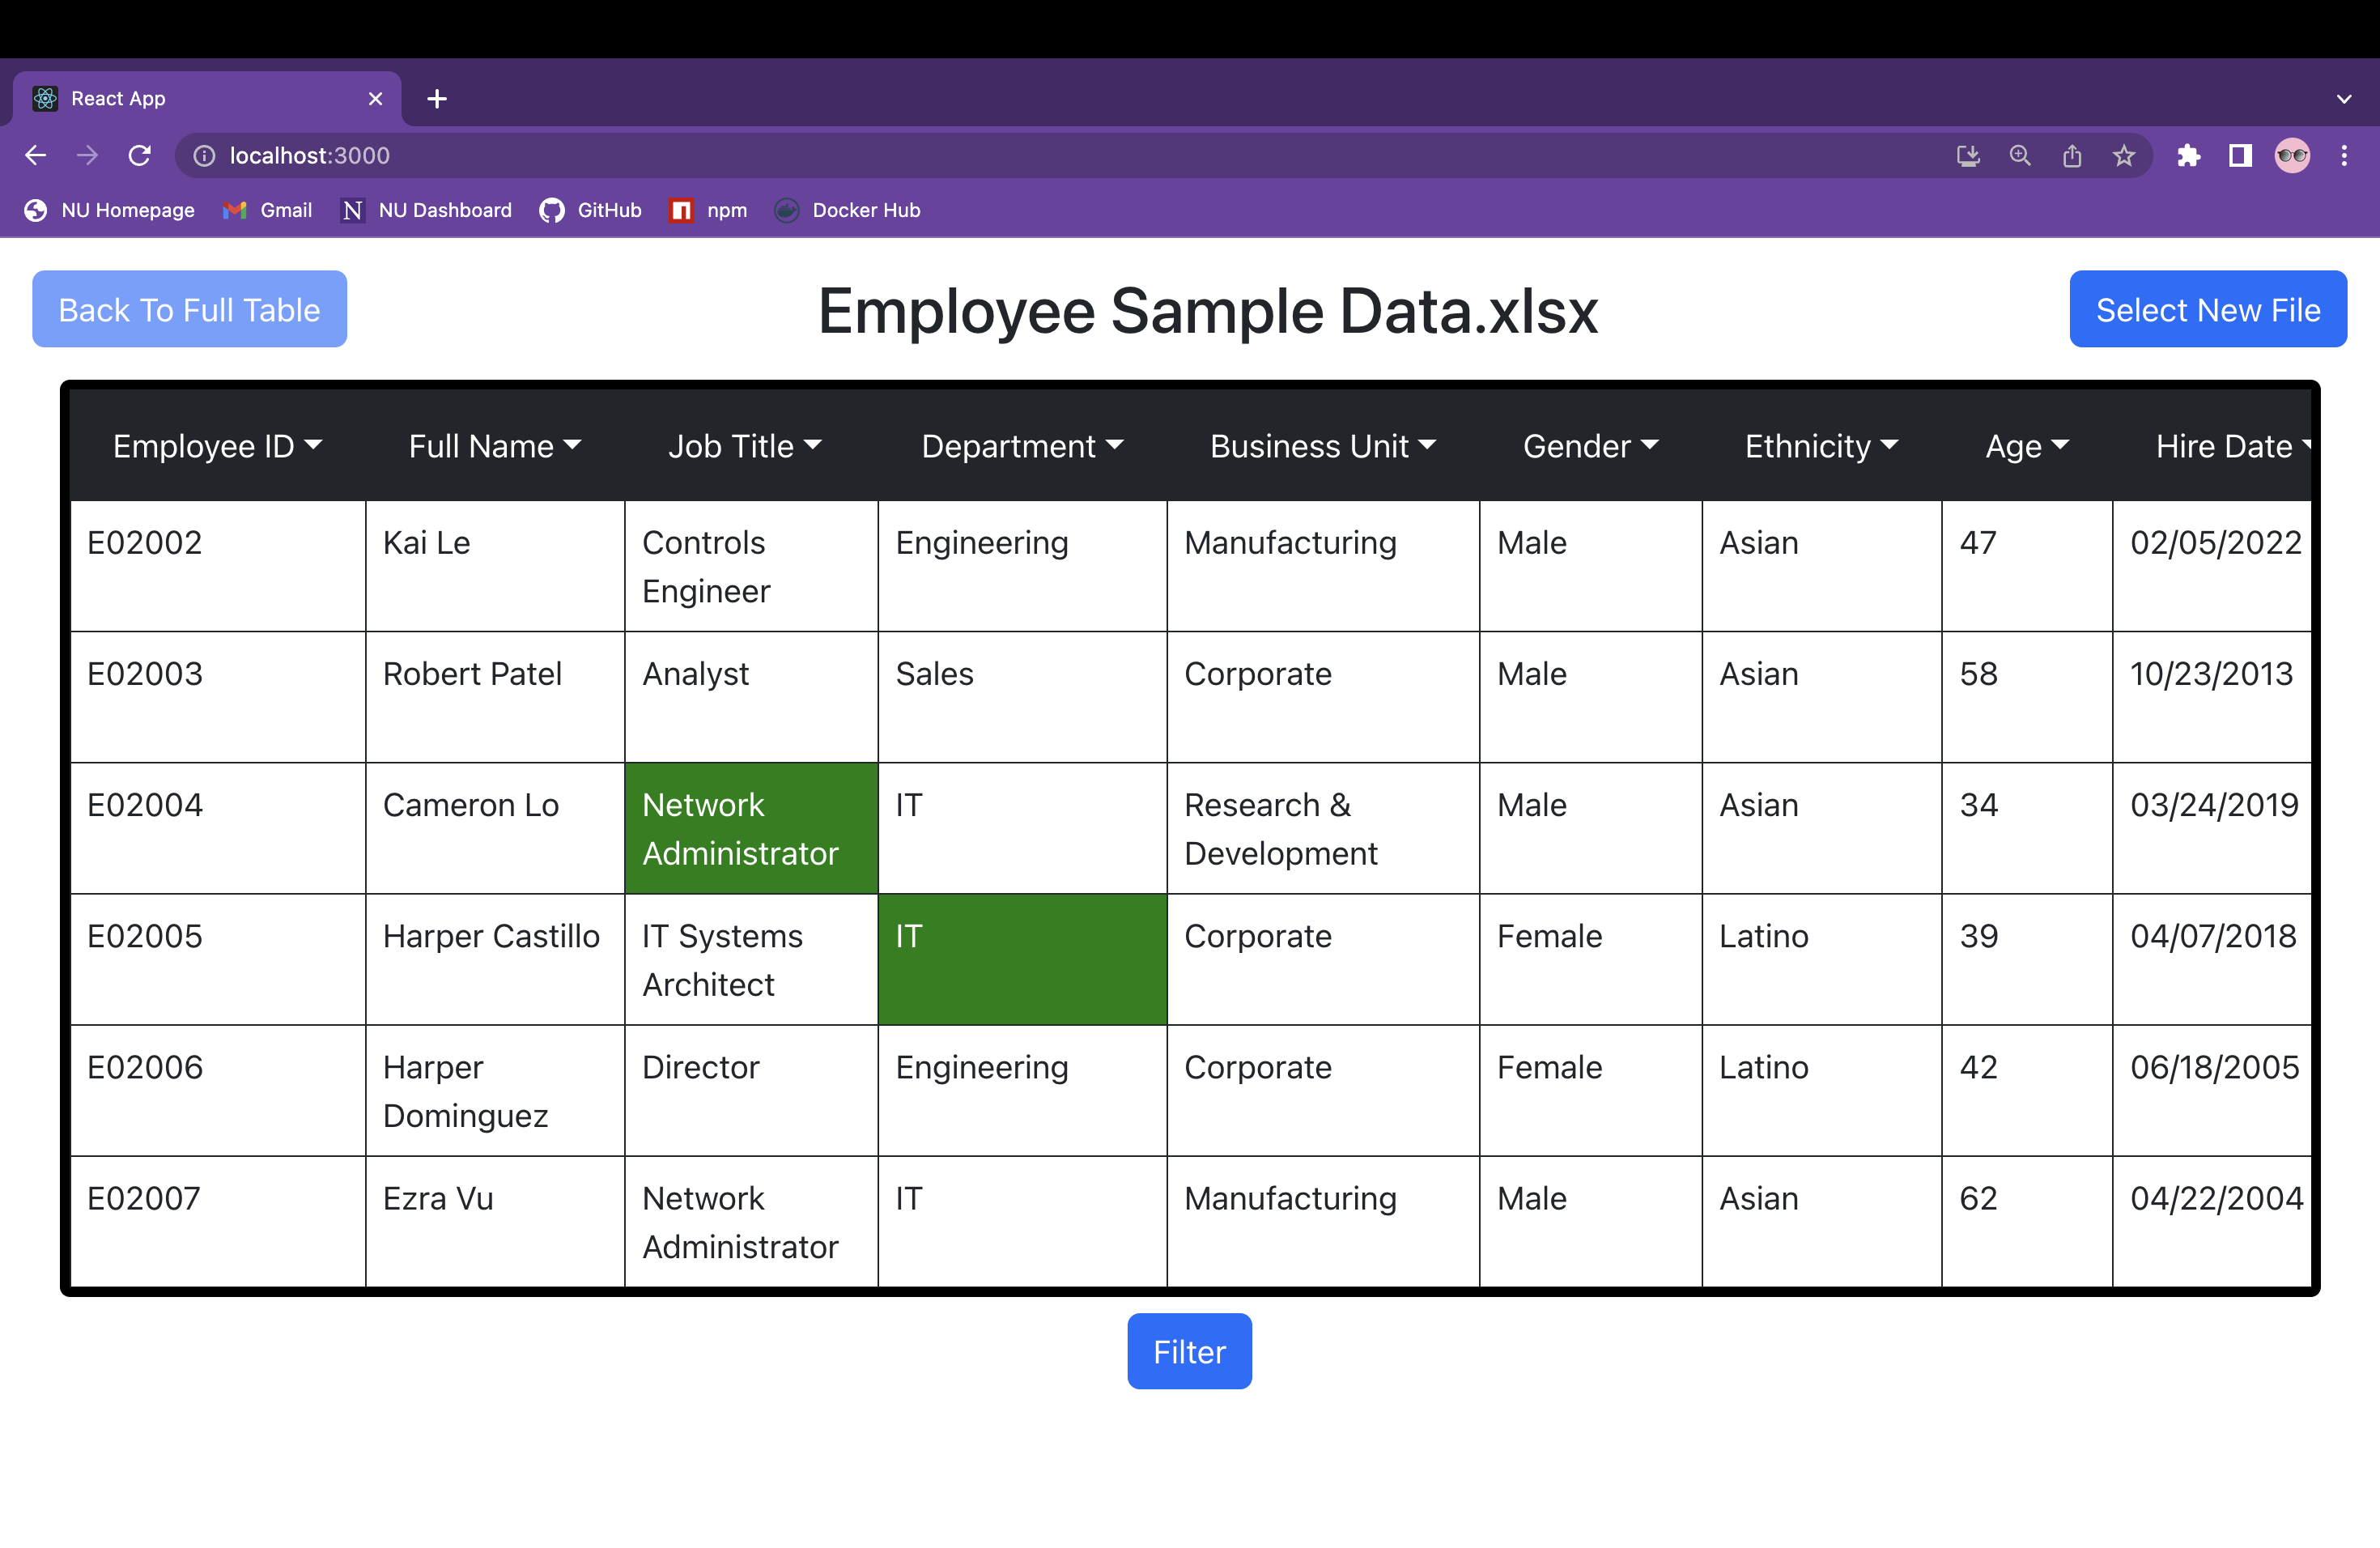 React App
localhost:3000
NU Homepage Gmail NU Dashboard GitHub npm Docker Hub
Back To Full Table Employee Sample Data.xlsx Select New File
Employee ID Full Name Job Title Department Business Unit Gender Ethnicity Age Hire Date
E02002 Kai Le Controls Engineering Manufacturing Male Asian 47 02/05/2022
Engineer
E02003 Robert Patel Analyst Sales Corporate Male Asian 58 10/23/2013
E02004 Cameron Lo Network IT Research & Male Asian 34 03/24/2019
Administrator Development
E02005 Harper Castillo IT Systems IT Corporate Female Latino 39 04/07/2018
Architect
E02006 Harper Director Engineering Corporate Female Latino 42 06/18/2005
Dominguez
E02007 Ezra Vu Network IT Manufacturing Male Asian 62 04/22/2004
Administrator
Filter